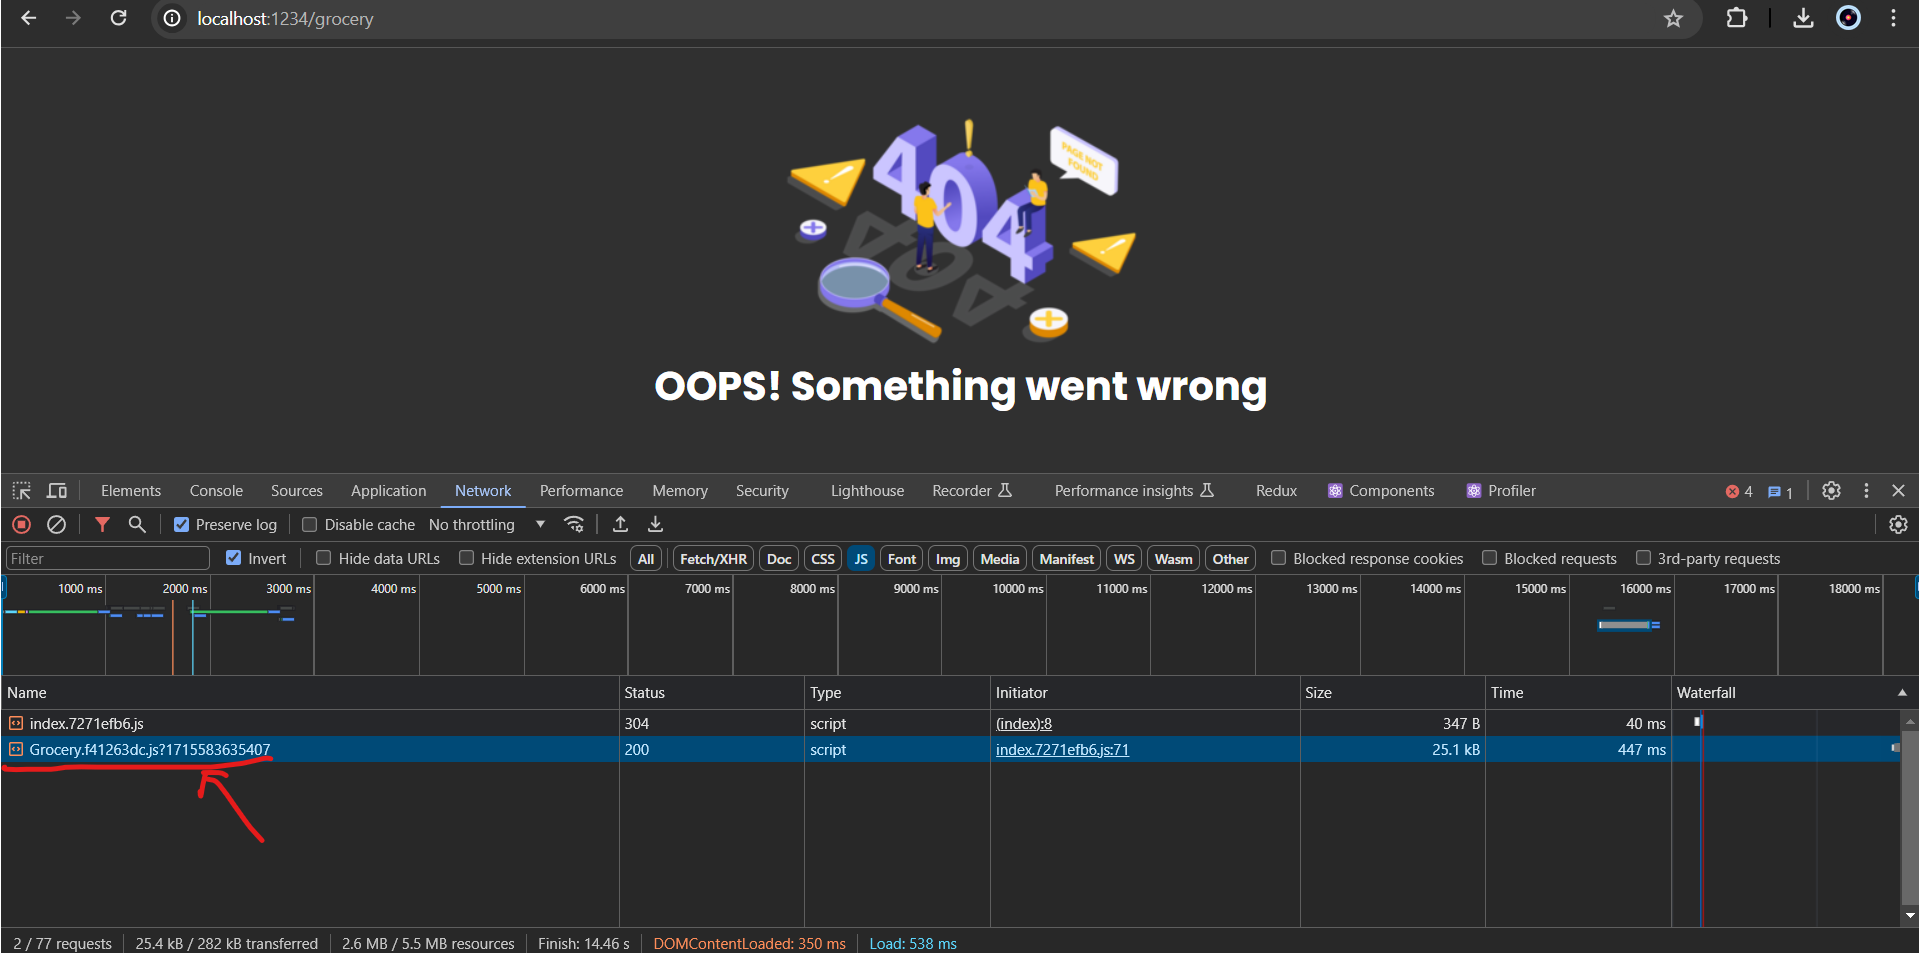 localhost:1234/grocery
404
PAGE NOT
FOUND
OOPS! Something went wrong
Elements Console Sources Application Network Performance Memory Security Lighthouse Recorder Performance insights Redux Components Profiler 4 1
Preserve log Disable cache No throttling
Filter Invert Hide data URLs Hide extension URLs All Fetch/XHR Doc CSS JS Font Img Media Manifest WS Wasm Other Blocked response cookies Blocked requests 3rd-party requests
1000 ms 2000 ms 3000 ms 4000 ms 5000 ms 6000 ms 7000 ms 8000 ms 9000 ms 10000 ms 11000 ms 12000 ms 13000 ms 14000 ms 15000 ms 16000 ms 17000 ms 18000 ms
Name Status Type Initiator Size Time Waterfall
index.7271efb6.js 304 script (index):8 347 B 40 ms
Grocery.f41263dc.js?1715583635407 200 script index.7271efb6.js:71 25.1 kB 447 ms
2 / 77 requests 25.4 kB / 282 kB transferred 2.6 MB / 5.5 MB resources Finish: 14.46 s DOMContentLoaded: 350 ms Load: 538 ms